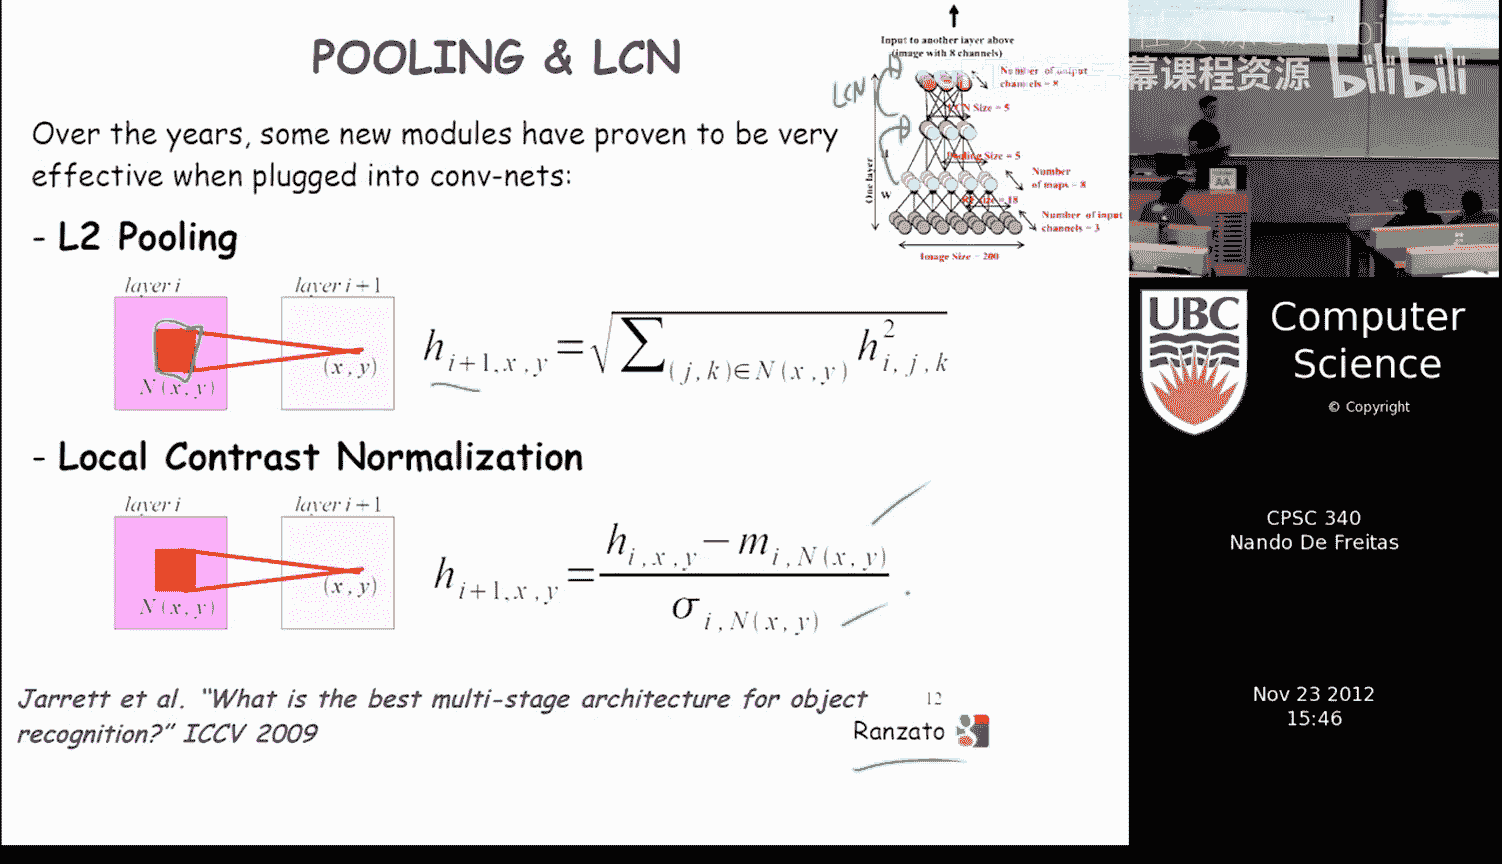 POOLING & LCN
Over the years, some new modules have proven to be very
effective when plugged into conv-nets:
- L2 Pooling
layer i
layer i+1
N(x, y)
(x, y)
h_{i+1,x,y} = √ ∑_{(j,k)∈N(x,y)} h²_{i,j,k}
- Local Contrast Normalization
layer i
layer i+1
N(x, y)
(x, y)
h_{i+1,x,y} = (h_{i,x,y} − m_{i,N(x,y)}) / σ_{i,N(x,y)}
Jarrett et al. “What is the best multi-stage architecture for object
recognition?” ICCV 2009
12
Ranzato
Input to another layer above
(image with 8 channels)
LCN
Number of output
channels = 8
LCN Size = 5
Pooling Size = 5
One layer
Number
of maps = 8
W
RF size = 18
Number of input
channels = 3
Image Size = 200
幕课程资源
bilibili
UBC
Computer
Science
© Copyright
CPSC 340
Nando De Freitas
Nov 23 2012
15:46